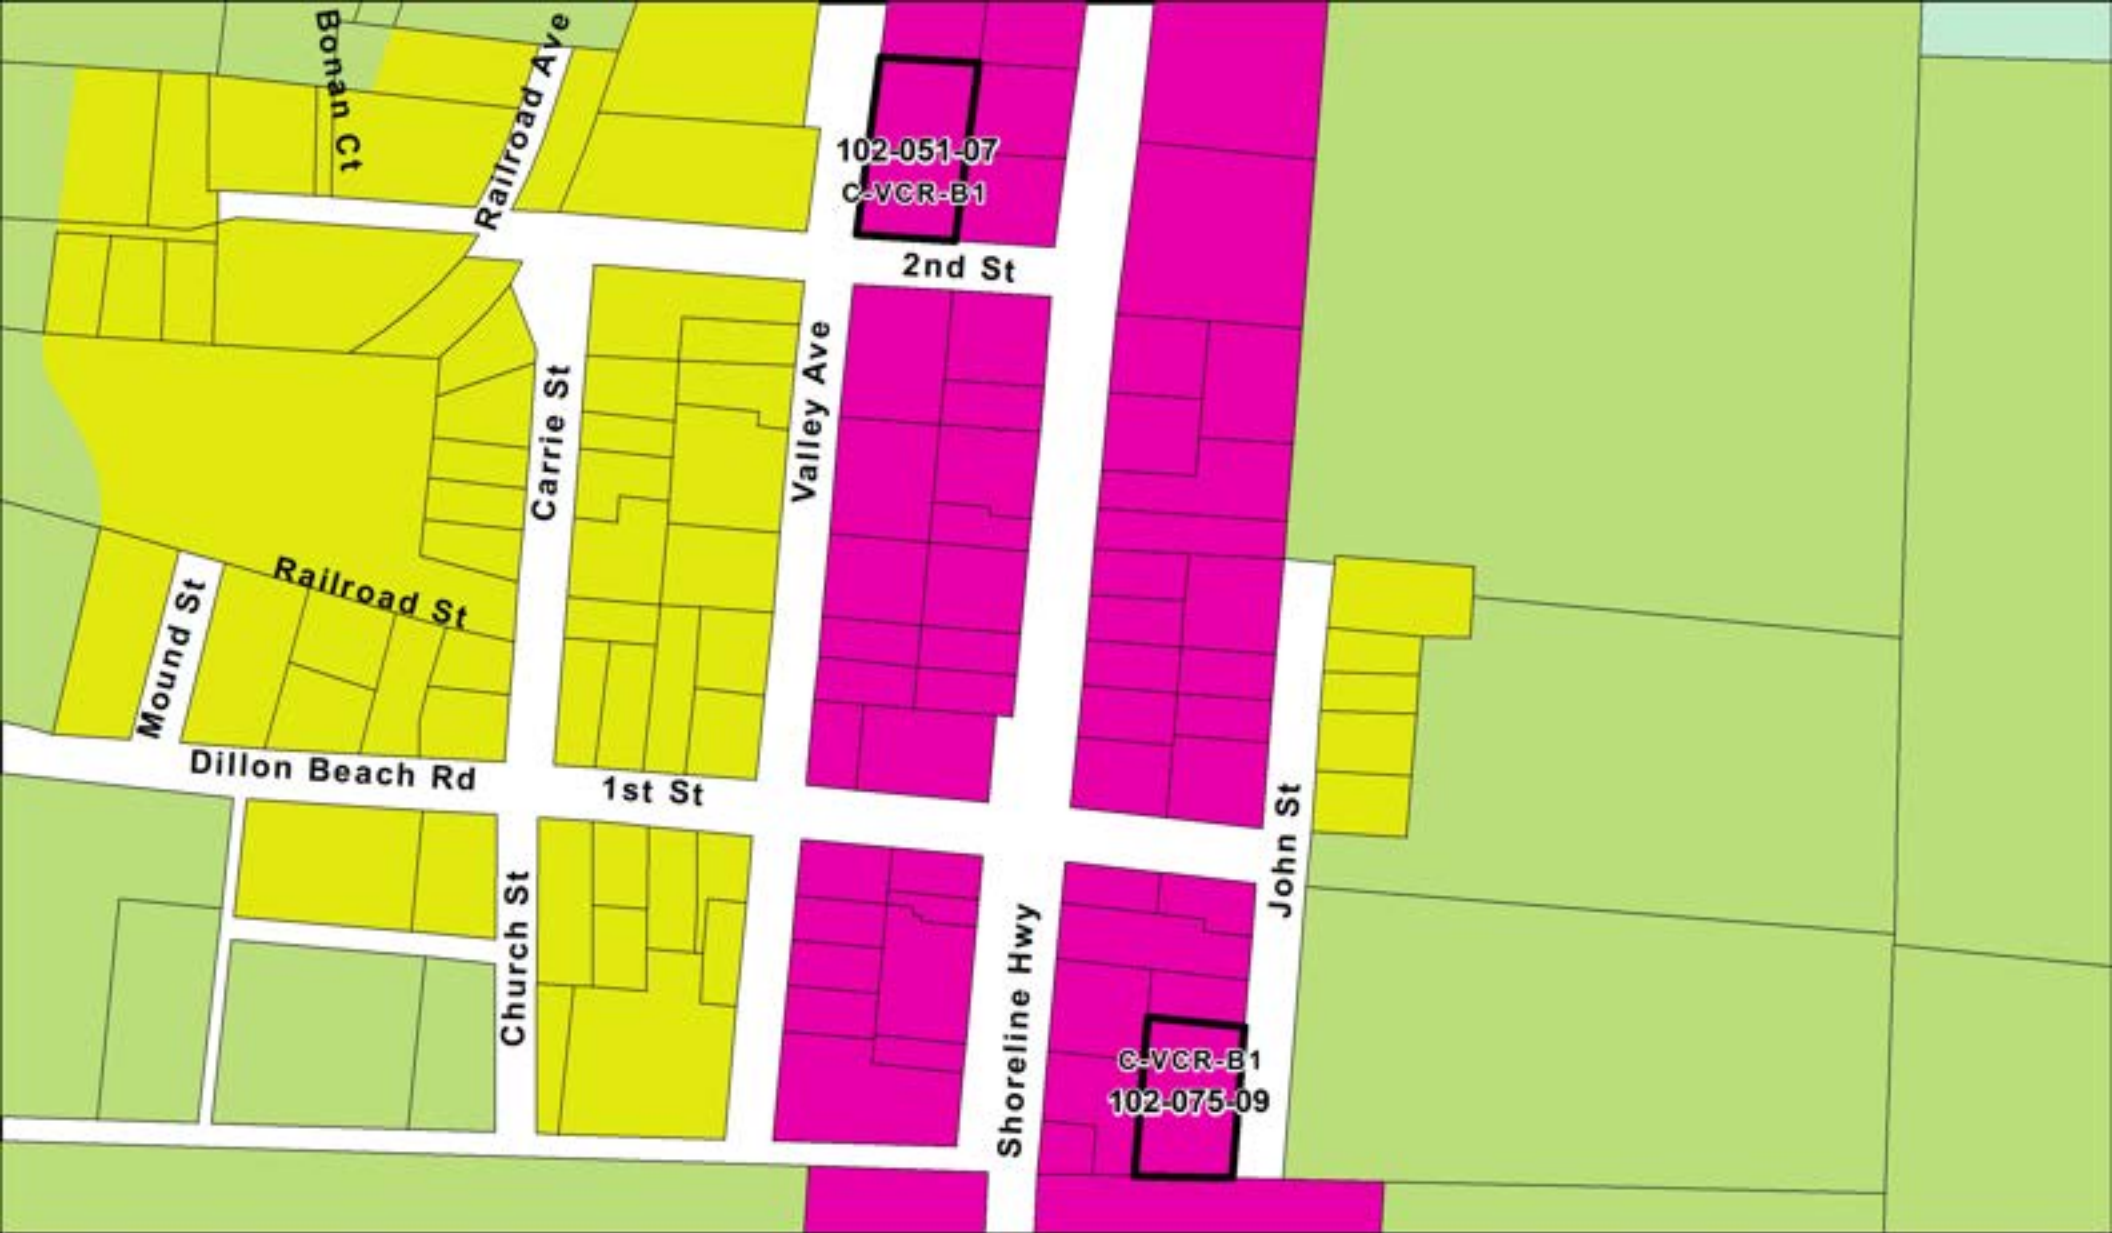 Bonan Ct
Railroad Ave
102-051-07
C-VCR-B1
2nd St
Valley Ave
Carrie St
Railroad St
Mound St
Dillon Beach Rd
1st St
John St
Church St
Shoreline Hwy
C-VCR-B1
102-075-09